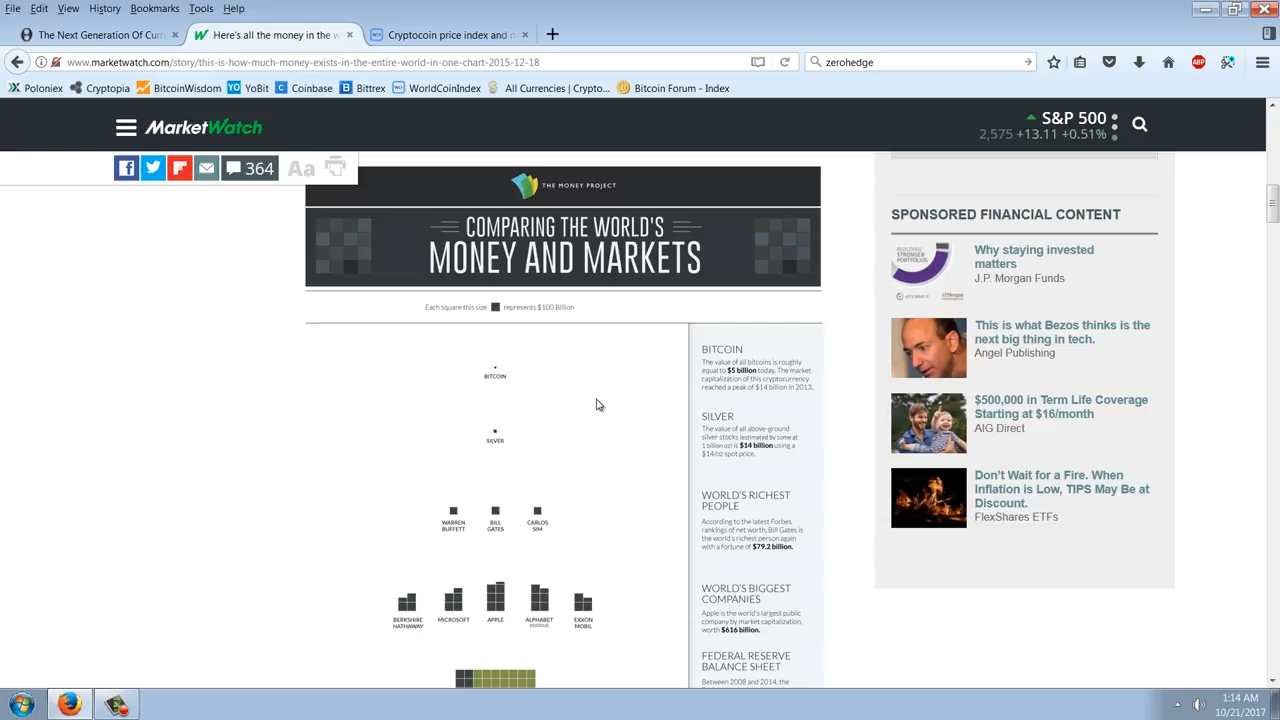 File Edit View History Bookmarks Tools Help
The Next Generation Of Curr
Here's all the money in the w
Cryptocoin price index and m
www.marketwatch.com/story/this-is-how-much-money-exists-in-the-entire-world-in-one-chart-2015-12-18
zerohedge
Poloniex Cryptopia BitcoinWisdom YoBit Coinbase Bittrex WorldCoinIndex All Currencies | Crypto... Bitcoin Forum - Index
MarketWatch
S&P 500
2,575 +13.11 +0.51%
364
Aa
THE MONEY PROJECT
COMPARING THE WORLD'S
MONEY AND MARKETS
Each square this size represents $100 Billion
BITCOIN
SILVER
WARREN BUFFETT
BILL GATES
CARLOS SIM
BERKSHIRE HATHAWAY
MICROSOFT
APPLE
ALPHABET
(GOOGLE)
EXXON MOBIL
BITCOIN
The value of all bitcoins is roughly
equal to $5 billion today. The market
capitalization of this cryptocurrency
reached a peak of $14 billion in 2013.
SILVER
The value of all above-ground
silver stocks (estimated by some at
1 billion oz) is $14 billion using a
$14/oz spot price.
WORLD'S RICHEST
PEOPLE
According to the latest Forbes
rankings of net worth, Bill Gates is
the world's richest person again
with a fortune of $79.2 billion.
WORLD'S BIGGEST
COMPANIES
Apple is the world's largest public
company by market capitalization,
worth $616 billion.
FEDERAL RESERVE
BALANCE SHEET
Between 2008 and 2014, the
SPONSORED FINANCIAL CONTENT
Why staying invested
matters
J.P. Morgan Funds
This is what Bezos thinks is the
next big thing in tech.
Angel Publishing
$500,000 in Term Life Coverage
Starting at $16/month
AIG Direct
Don't Wait for a Fire. When
Inflation is Low, TIPS May Be at
Discount.
FlexShares ETFs
1:14 AM
10/21/2017